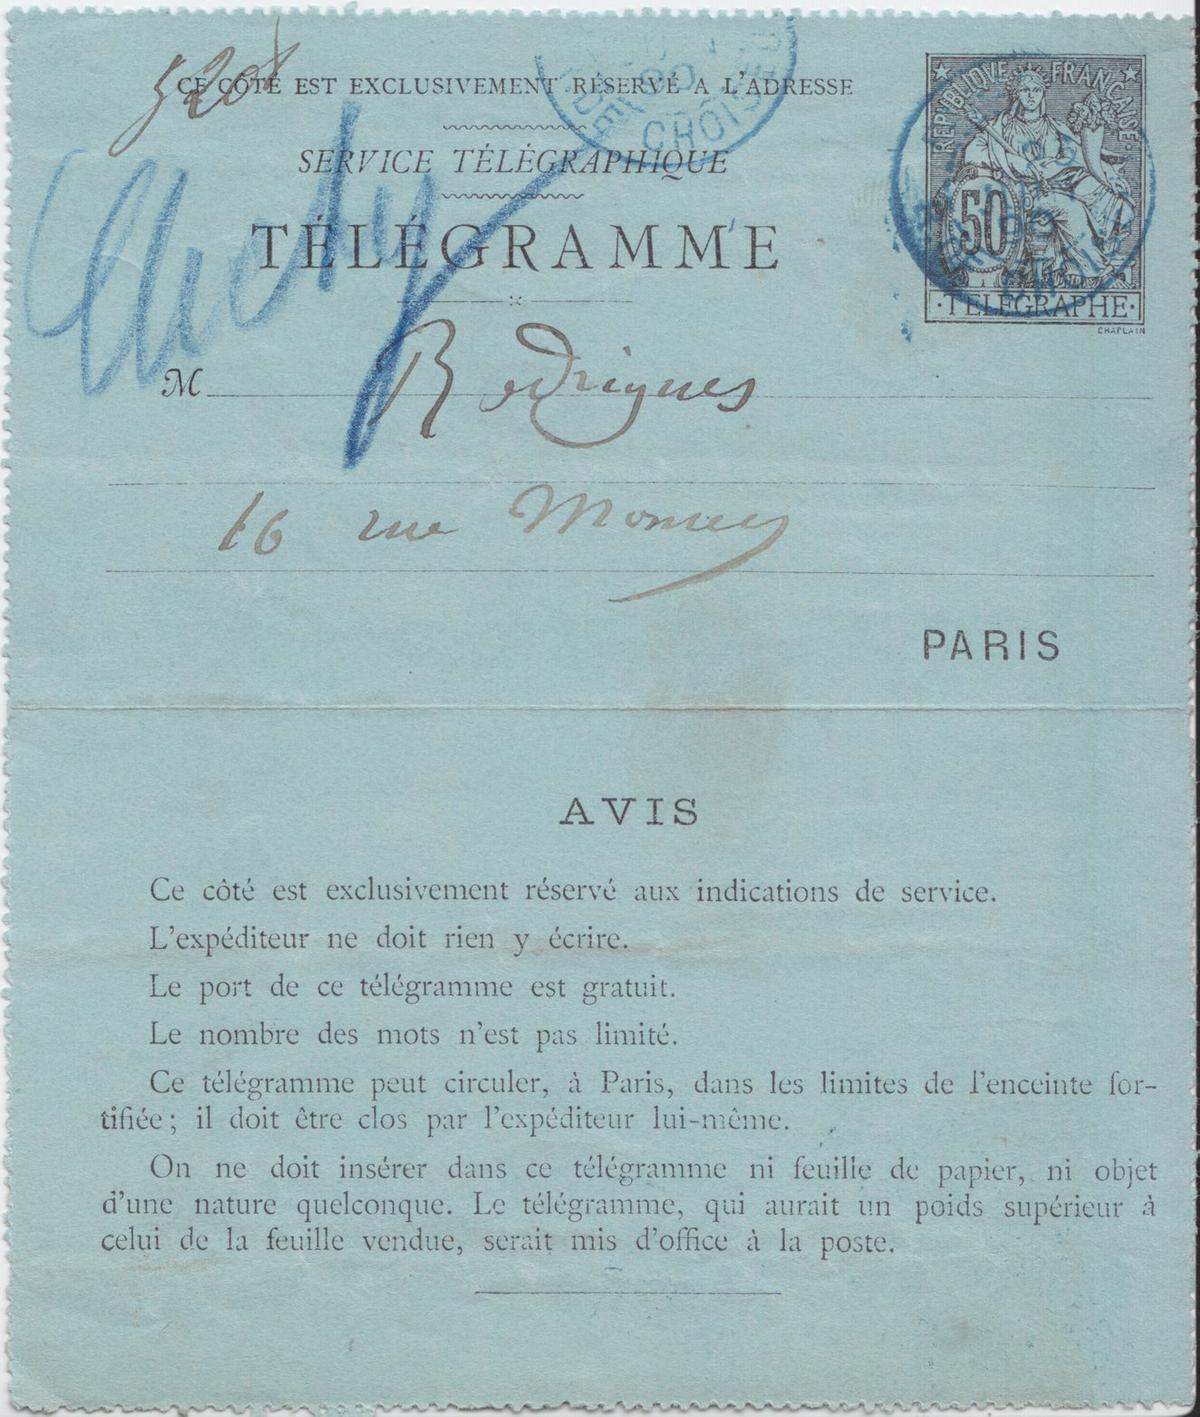 5208
CE CÔTÉ EST EXCLUSIVEMENT RÉSERVÉ A L'ADRESSE
SERVICE TÉLÉGRAPHIQUE
TÉLÉGRAMME
Clichy
RÉPUBLIQUE FRANÇAISE
50
·TÉLÉGRAPHE·
CHAPLAIN
M Rodrigues
16 rue Moncey
PARIS
AVIS
Ce côté est exclusivement réservé aux indications de service.
L'expéditeur ne doit rien y écrire.
Le port de ce télégramme est gratuit.
Le nombre des mots n'est pas limité.
Ce télégramme peut circuler, à Paris, dans les limites de l'enceinte for-
tifiée; il doit être clos par l'expéditeur lui-même.
On ne doit insérer dans ce télégramme ni feuille de papier, ni objet
d'une nature quelconque. Le télégramme, qui aurait un poids supérieur à
celui de la feuille vendue, serait mis d'office à la poste.